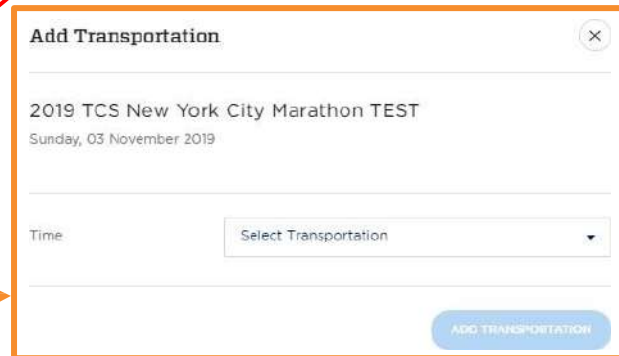 Add Transportation
2019 TCS New York City Marathon TEST
Sunday, 03 November 2019
Time Select Transportation
ADD TRANSPORTATION